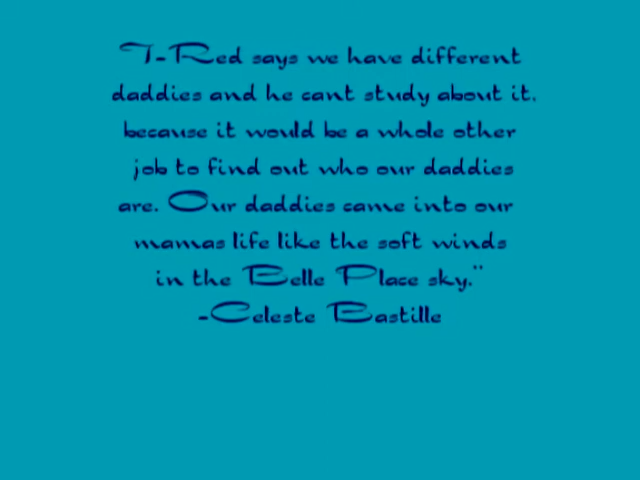 T-Red says we have different
daddies and he cant study about it.
because it would be a whole other
job to find out who our daddies
are. Our daddies came into our
mamas life like the soft winds
in the Belle Place sky."
-Celeste Bastille